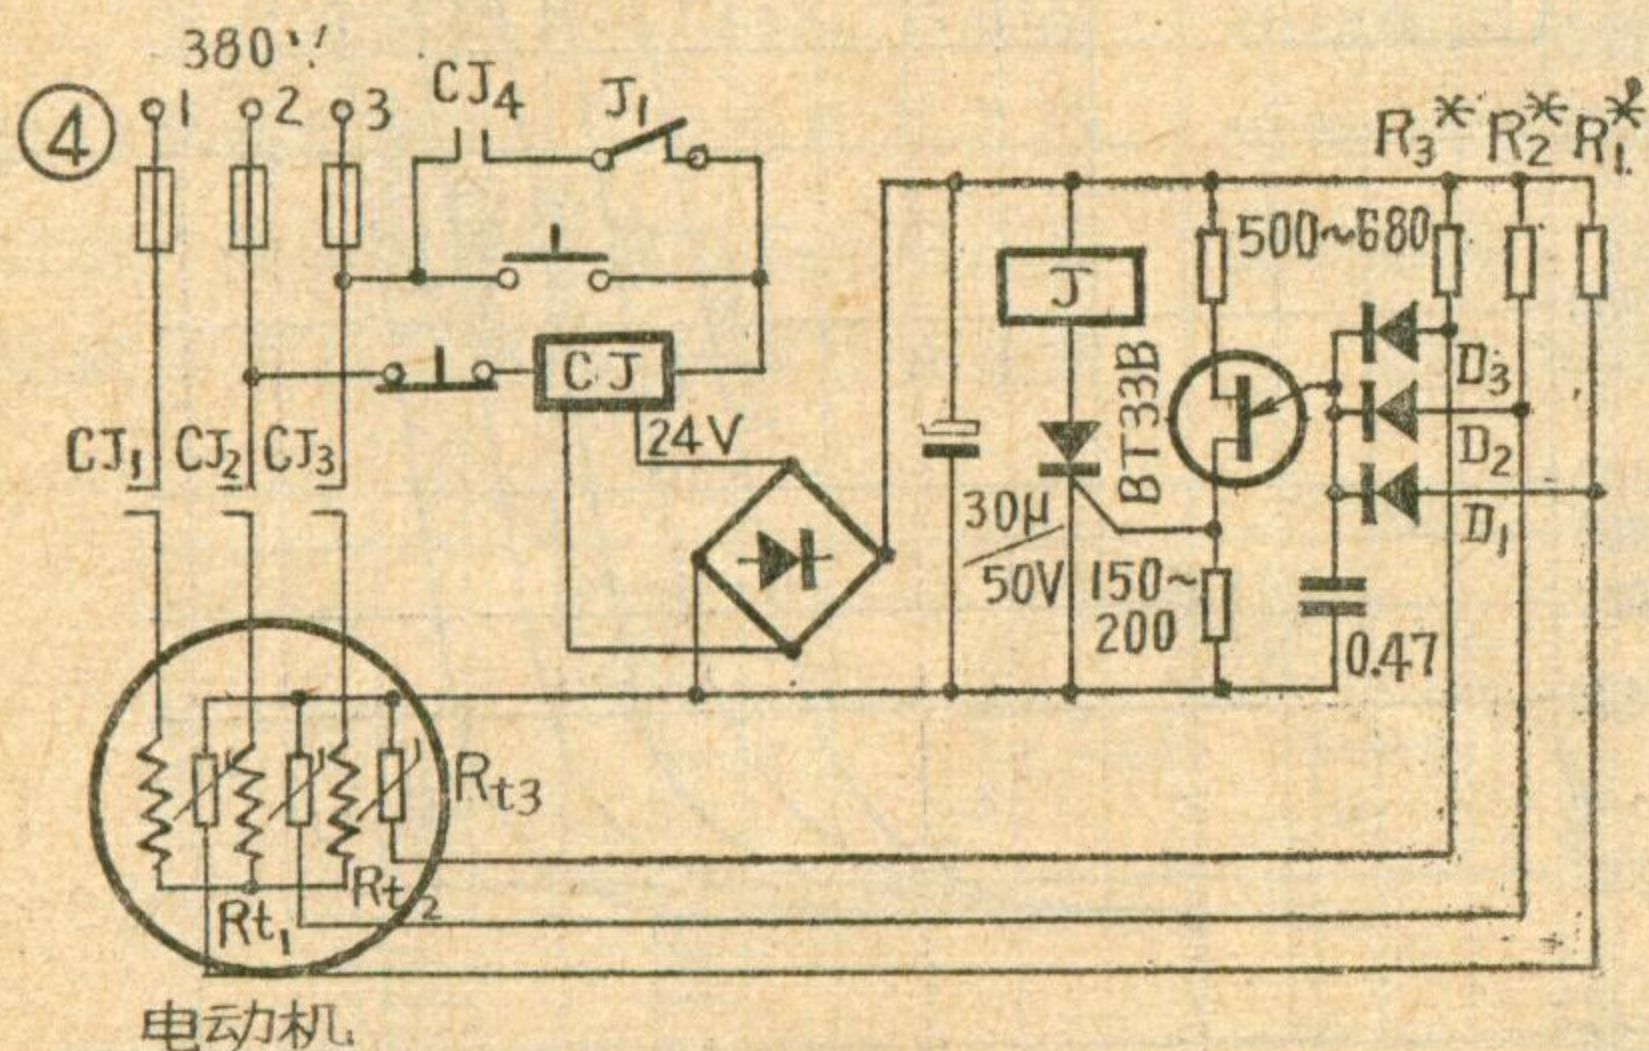 ④
380V
1
2
3
CJ₄
J₁
R₃*
R₂*
R₁*
500~680
J
CJ
24V
CJ₁
CJ₂
CJ₃
BT33B
D₃
D₂
D₁
30μ/50V
150~
200
0.47
Rt3
Rt₂
Rt₁
电动机